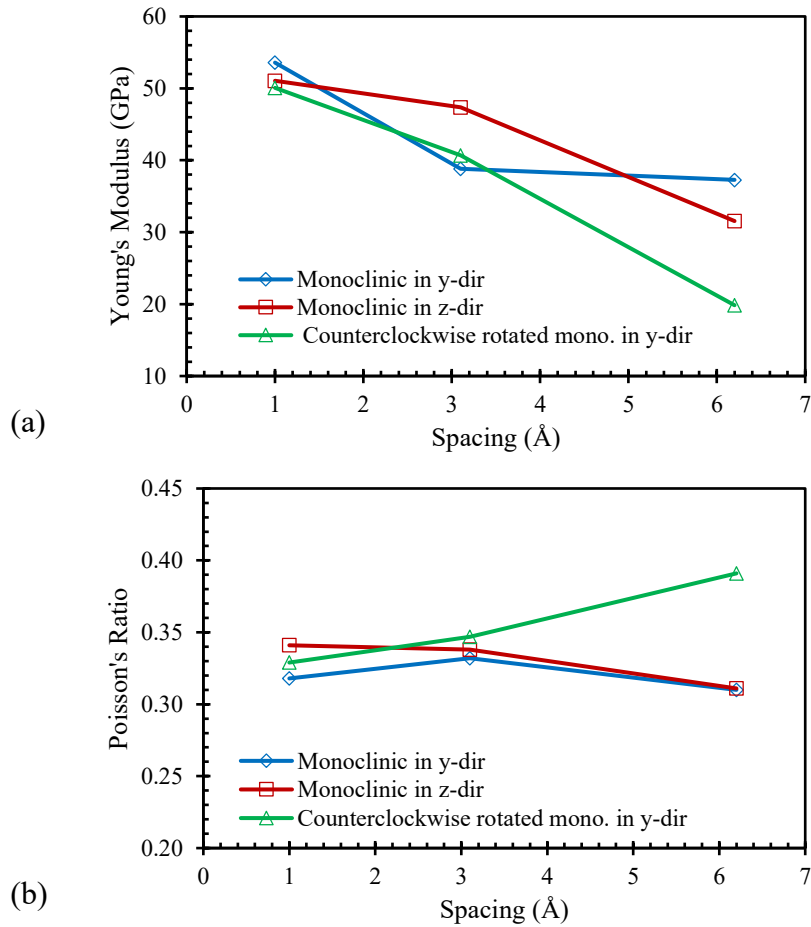 60
50
40
30
20
10
Young's Modulus (GPa)
Monoclinic in y-dir
Monoclinic in z-dir
Counterclockwise rotated mono. in y-dir
0 1 2 3 4 5 6 7
Spacing (Å)
(a)
0.45
0.40
0.35
0.30
0.25
0.20
Poisson's Ratio
Monoclinic in y-dir
Monoclinic in z-dir
Counterclockwise rotated mono. in y-dir
0 1 2 3 4 5 6 7
Spacing (Å)
(b)